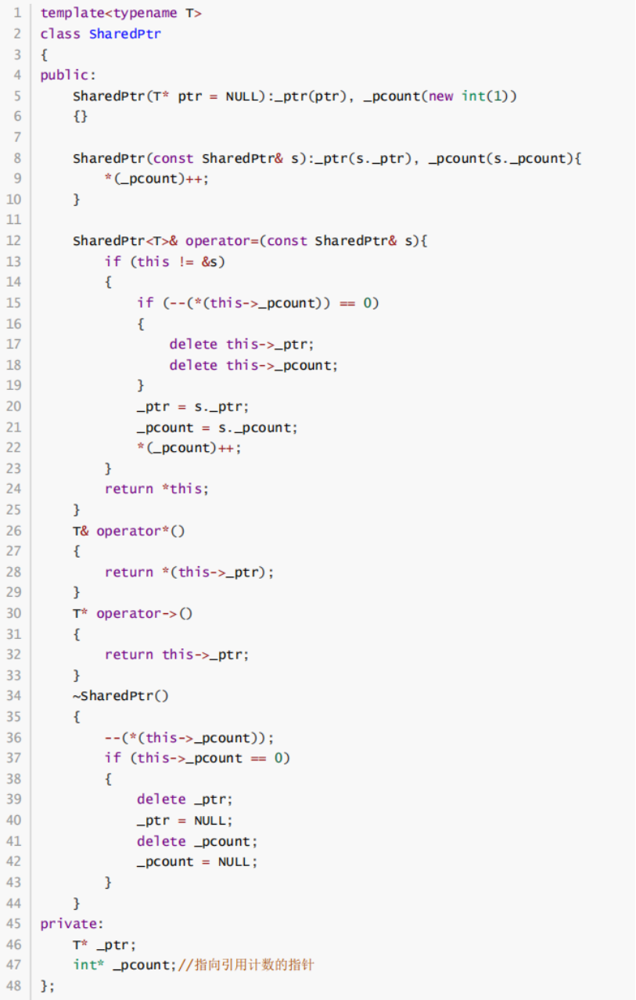 1 template<typename T>
2 class SharedPtr
3 {
4 public:
5     SharedPtr(T* ptr = NULL):_ptr(ptr), _pcount(new int(1))
6     {}
7
8     SharedPtr(const SharedPtr& s):_ptr(s._ptr), _pcount(s._pcount){
9         *(_pcount)++;
10     }
11
12     SharedPtr<T>& operator=(const SharedPtr& s){
13         if (this != &s)
14         {
15             if (--(*(this->_pcount)) == 0)
16             {
17                 delete this->_ptr;
18                 delete this->_pcount;
19             }
20             _ptr = s._ptr;
21             _pcount = s._pcount;
22             *(_pcount)++;
23         }
24         return *this;
25     }
26     T& operator*()
27     {
28         return *(this->_ptr);
29     }
30     T* operator->()
31     {
32         return this->_ptr;
33     }
34     ~SharedPtr()
35     {
36         --(*(this->_pcount));
37         if (this->_pcount == 0)
38         {
39             delete _ptr;
40             _ptr = NULL;
41             delete _pcount;
42             _pcount = NULL;
43         }
44     }
45 private:
46     T* _ptr;
47     int* _pcount;//指向引用计数的指针
48 };